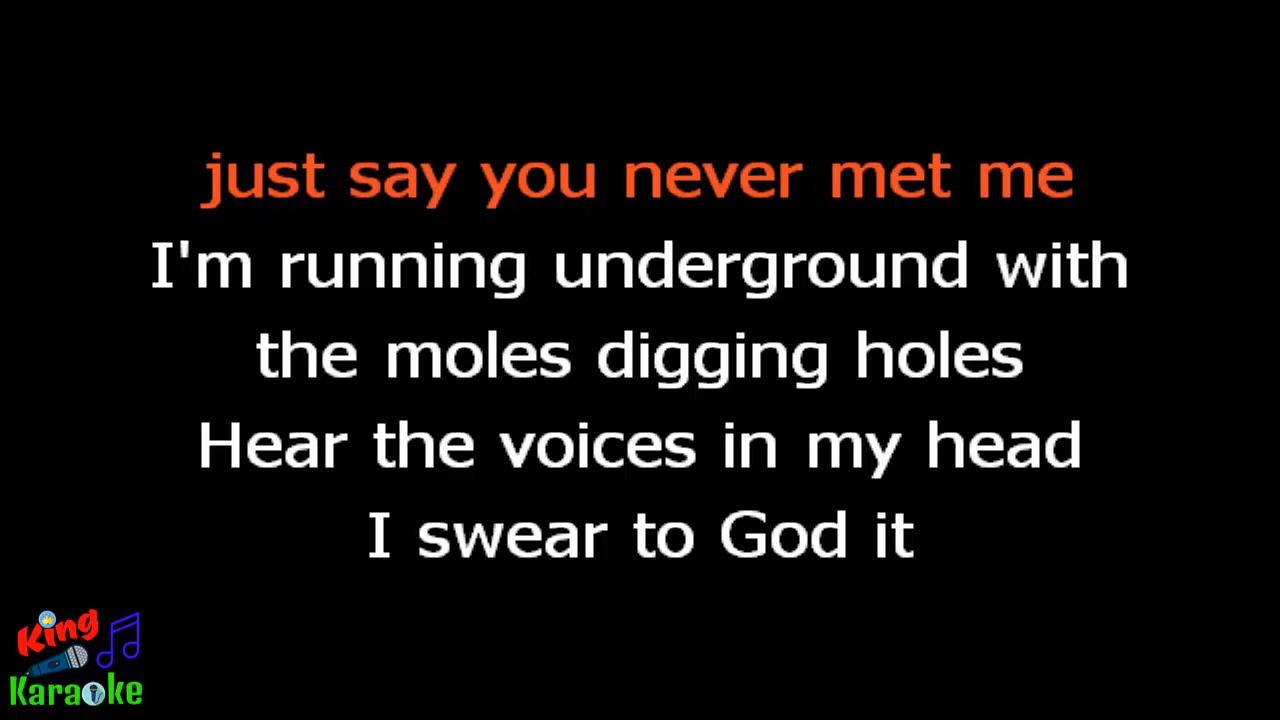 just say you never met me
I'm running underground with
the moles digging holes
Hear the voices in my head
I swear to God it
King
Karaoke